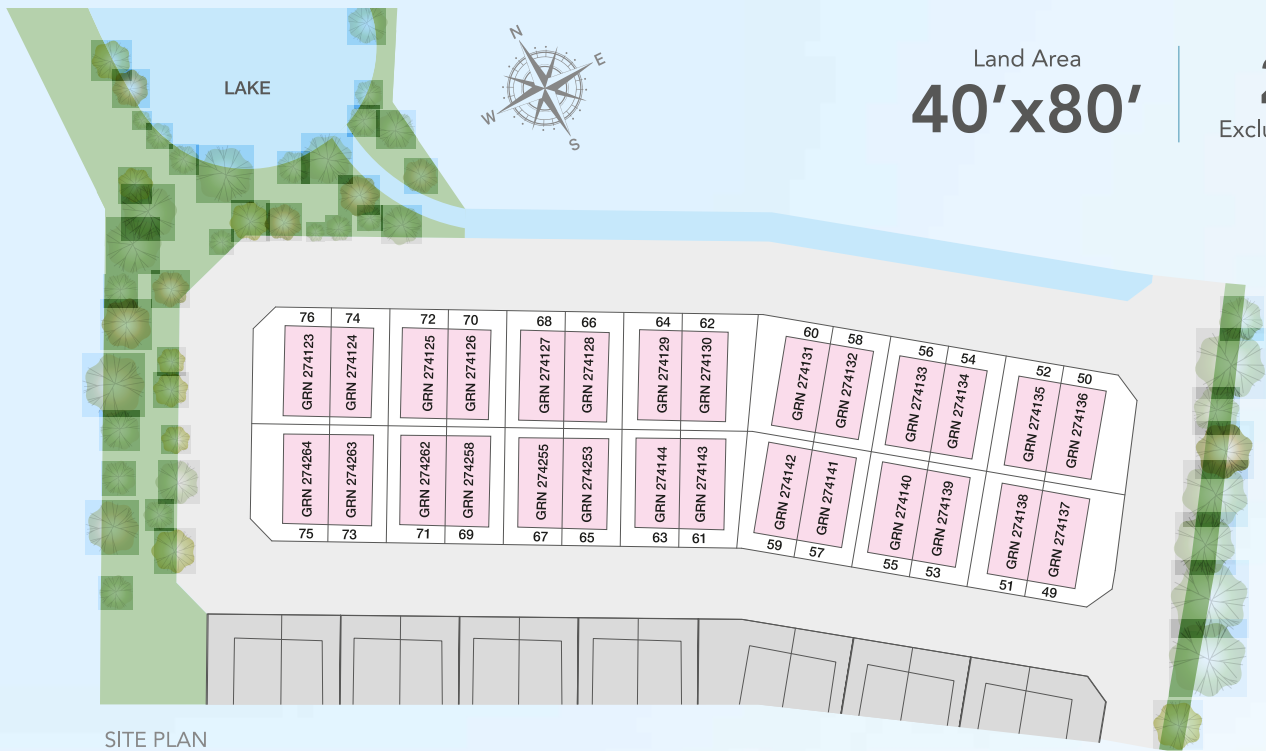 N
E
W
S
LAKE
Land Area
40’x80’
76 74 72 70 68 66 64 62 60 58 56 54 52 50
GRN 274123
GRN 274124
GRN 274125
GRN 274126
GRN 274127
GRN 274128
GRN 274129
GRN 274130
GRN 274131
GRN 274132
GRN 274133
GRN 274134
GRN 274135
GRN 274136
GRN 274264
GRN 274263
GRN 274262
GRN 274258
GRN 274255
GRN 274253
GRN 274144
GRN 274143
GRN 274142
GRN 274141
GRN 274140
GRN 274139
GRN 274138
GRN 274137
75 73 71 69 67 65 63 61 59 57 55 53 51 49
SITE PLAN